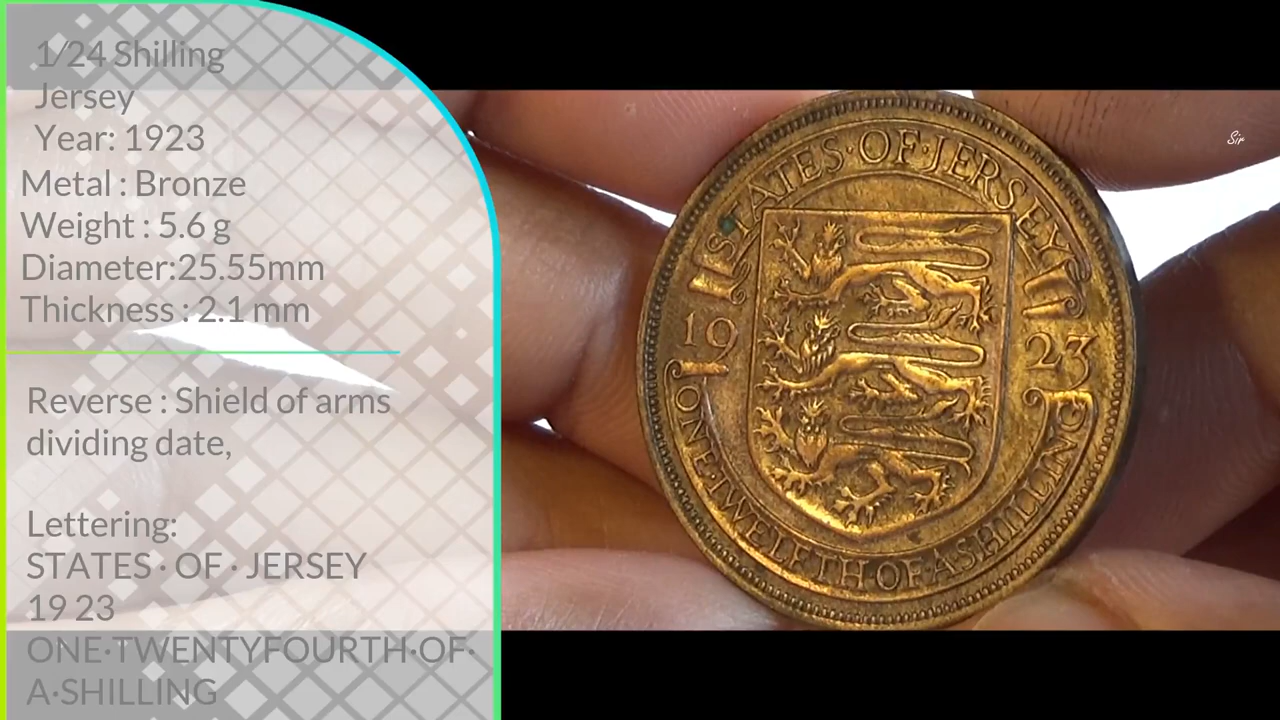 1/24 Shilling
Jersey
Year: 1923
Metal : Bronze
Weight : 5.6 g
Diameter:25.55mm
Thickness : 2.1 mm
Reverse : Shield of arms
dividing date,
Lettering:
STATES · OF · JERSEY
19 23
ONE·TWENTYFOURTH·OF·
A·SHILLING
STATES·OF·JERSEY
19 23
ONE·TWELFTH·OF·A·SHILLING
Sir